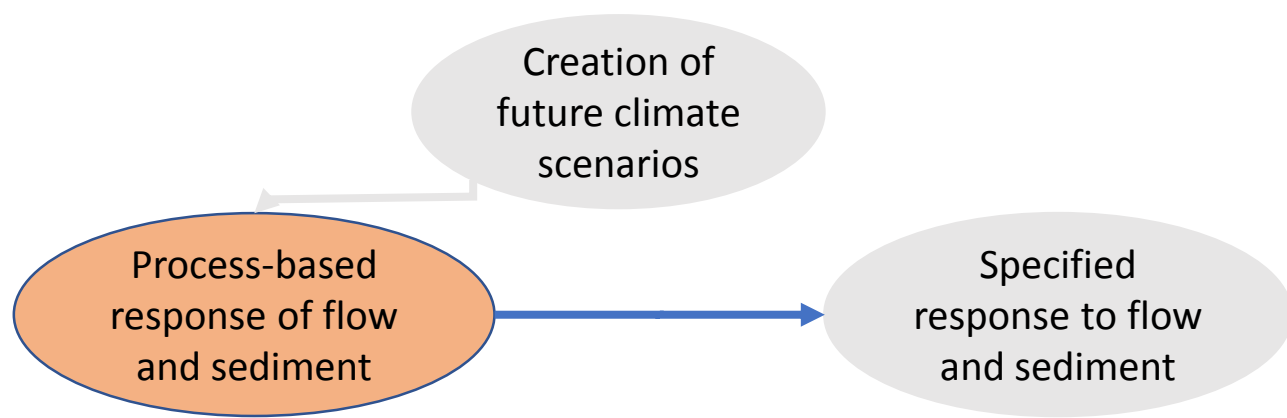 Creation of
future climate
scenarios
Process-based
response of flow
and sediment
Specified
response to flow
and sediment